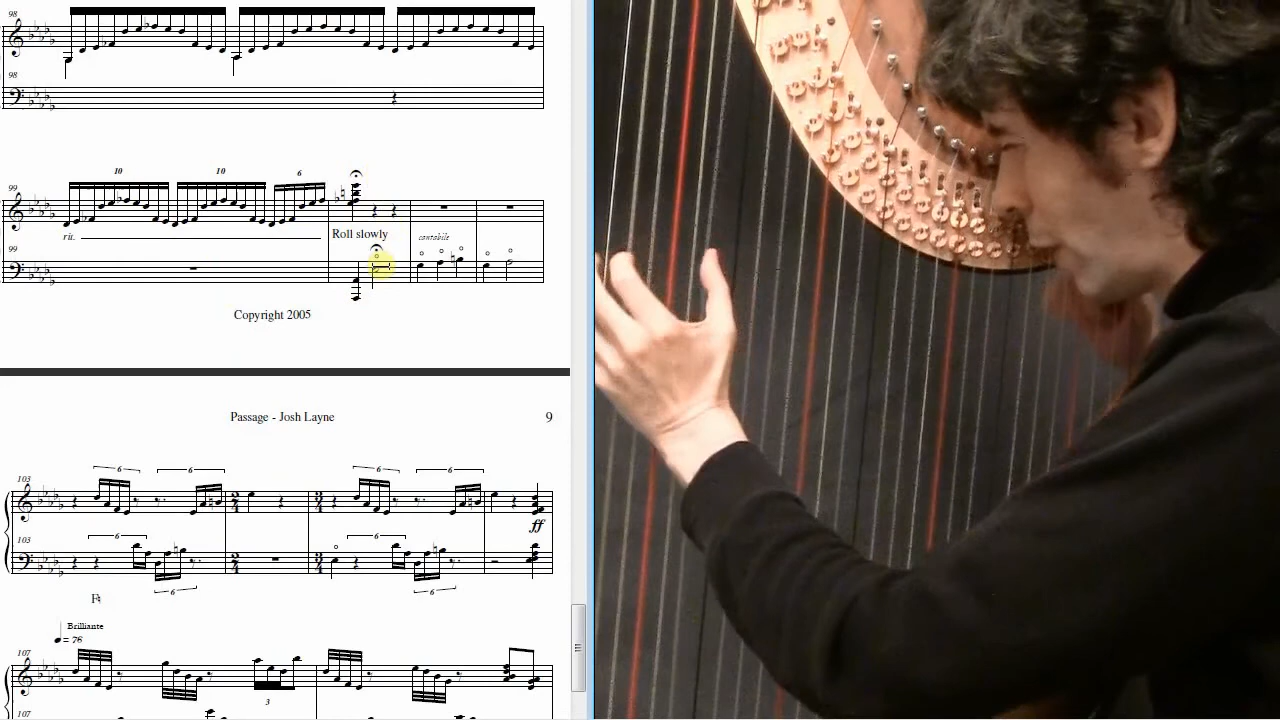 98
98
10 10 6
99
rit.
Roll slowly
cantabile
99
Copyright 2005
Passage - Josh Layne 9
6 6 6 6
103
ff
6 6
103
6 6
F♮
Brilliante
= 76
107
3
107